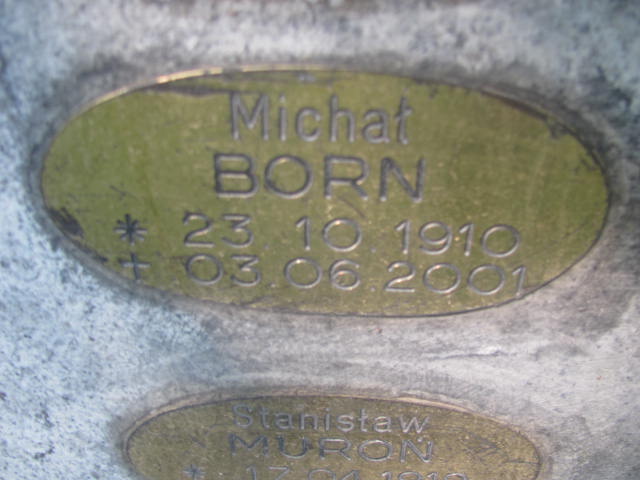 Michał
BORN
* 23.10.1910
+ 03.06.2001
Stanisław
MUROŃ